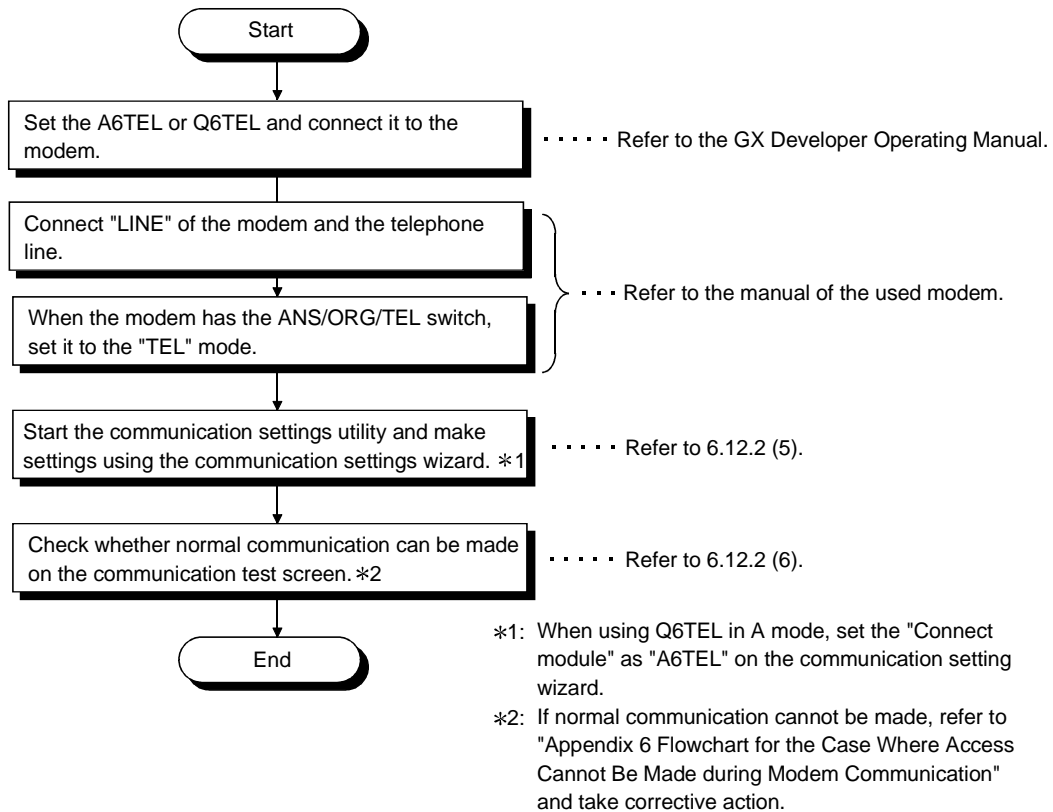 Start
Set the A6TEL or Q6TEL and connect it to the
modem.
· · · · · Refer to the GX Developer Operating Manual.
Connect "LINE" of the modem and the telephone
line.
When the modem has the ANS/ORG/TEL switch,
set it to the "TEL" mode.
· · · Refer to the manual of the used modem.
Start the communication settings utility and make
settings using the communication settings wizard. ＊1
· · · · · Refer to 6.12.2 (5).
Check whether normal communication can be made
on the communication test screen.＊2
· · · · · Refer to 6.12.2 (6).
End
＊1: When using Q6TEL in A mode, set the "Connect
module" as "A6TEL" on the communication setting
wizard.
＊2: If normal communication cannot be made, refer to
"Appendix 6 Flowchart for the Case Where Access
Cannot Be Made during Modem Communication"
and take corrective action.